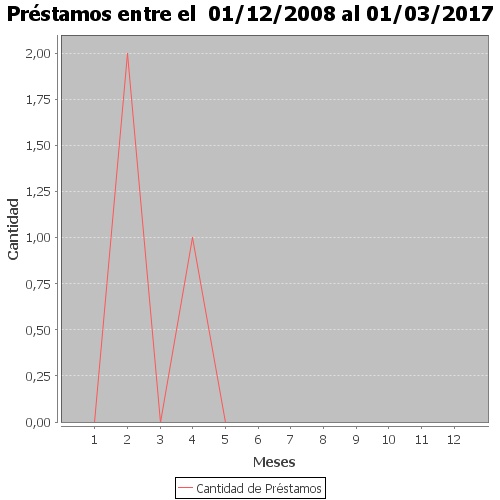 Préstamos entre el  01/12/2008 al 01/03/2017
2,00
1,75
1,50
1,25
1,00
0,75
0,50
0,25
0,00
Cantidad
1 2 3 4 5 6 7 8 9 10 11 12
Meses
Cantidad de Préstamos